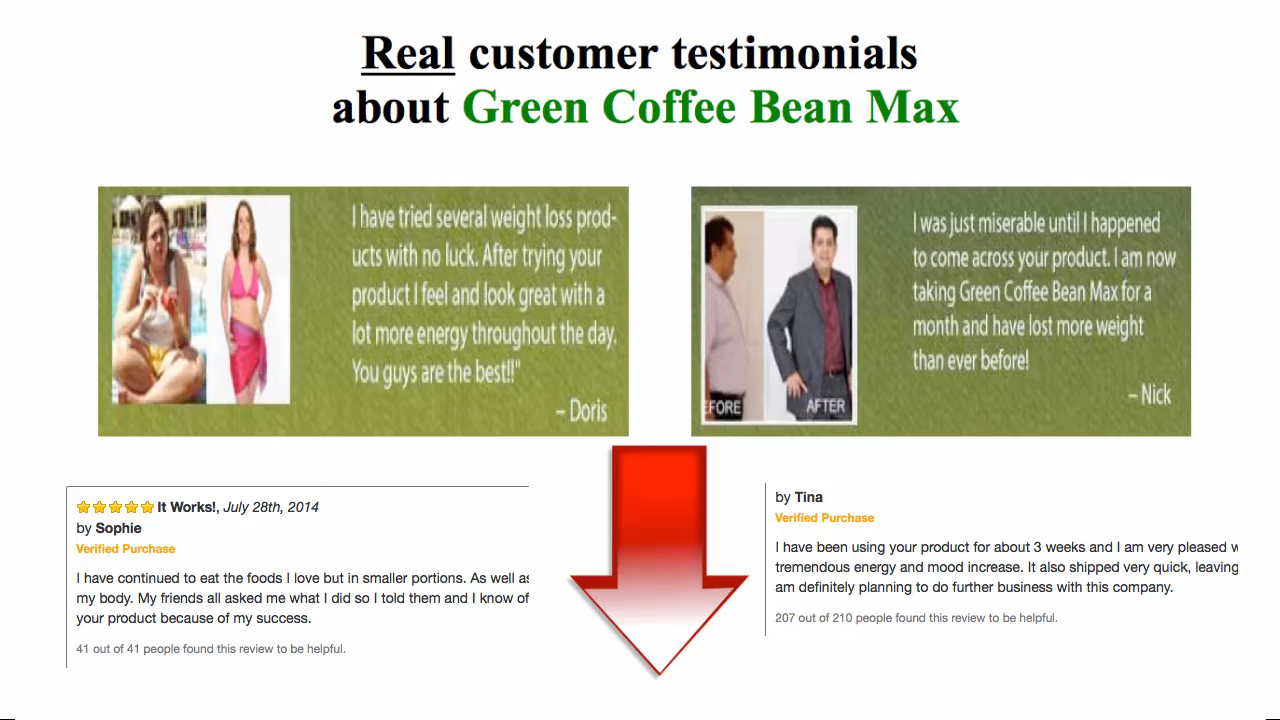 Real customer testimonials
about Green Coffee Bean Max
I have tried several weight loss prod-
ucts with no luck. After trying your
product I feel and look great with a
lot more energy throughout the day.
You guys are the best!!"
– Doris
I was just miserable until I happened
to come across your product. I am now
taking Green Coffee Bean Max for a
month and have lost more weight
than ever before!
– Nick
EFORE
AFTER
It Works!, July 28th, 2014
by Sophie
Verified Purchase
I have continued to eat the foods I love but in smaller portions. As well as
my body. My friends all asked me what I did so I told them and I know of
your product because of my success.
41 out of 41 people found this review to be helpful.
by Tina
Verified Purchase
I have been using your product for about 3 weeks and I am very pleased w
tremendous energy and mood increase. It also shipped very quick, leaving
am definitely planning to do further business with this company.
207 out of 210 people found this review to be helpful.